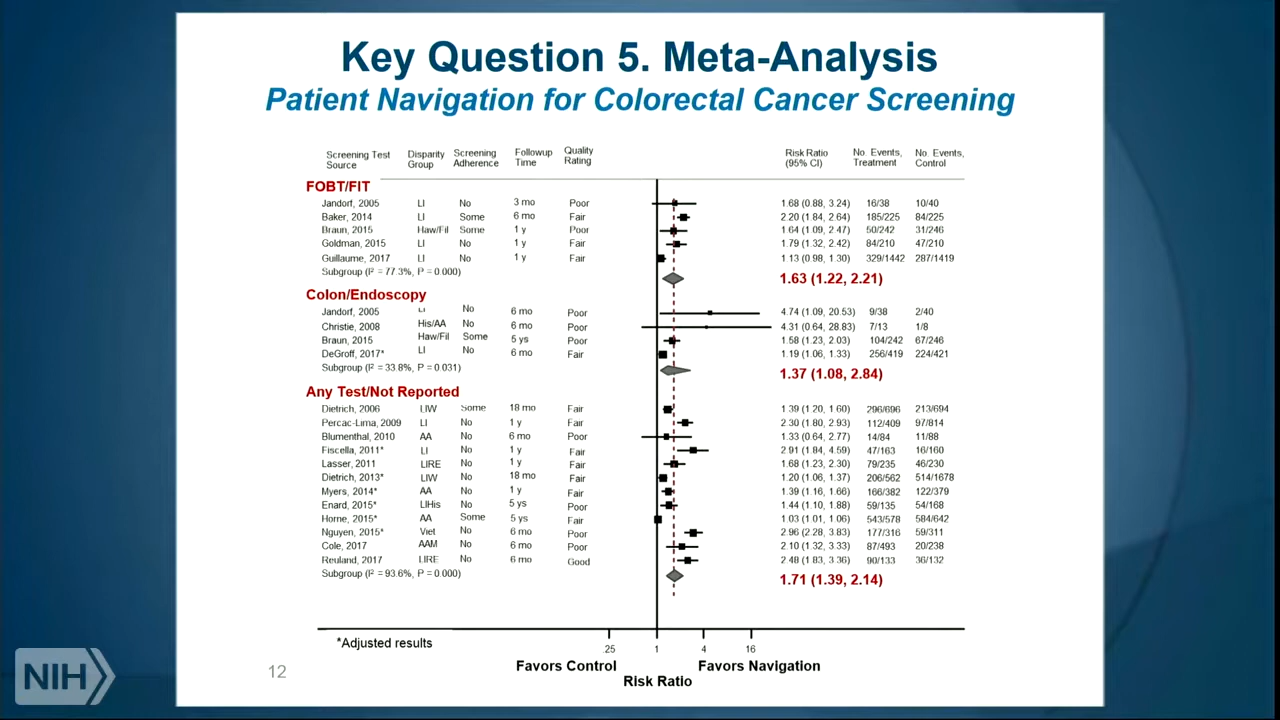 Key Question 5. Meta-Analysis
Patient Navigation for Colorectal Cancer Screening
Screening Test Source Disparity Group Screening Adherence Followup Time Quality Rating Risk Ratio (95% CI) No. Events, Treatment No. Events, Control
FOBT/FIT
Jandorf, 2005 LI No 3 mo Poor 1.68 (0.88, 3.24) 16/38 10/40
Baker, 2014 LI Some 6 mo Fair 2.20 (1.84, 2.64) 185/225 84/225
Braun, 2015 Haw/Fil Some 1 y Poor 1.64 (1.09, 2.47) 50/242 31/246
Goldman, 2015 LI No 1 y Fair 1.79 (1.32, 2.42) 84/210 47/210
Guillaume, 2017 LI No 1 y Fair 1.13 (0.98, 1.30) 329/1442 287/1419
Subgroup (I² = 77.3%, P = 0.000) 1.63 (1.22, 2.21)
Colon/Endoscopy
Jandorf, 2005 LI No 6 mo Poor 4.74 (1.09, 20.53) 9/38 2/40
Christie, 2008 His/AA No 6 mo Poor 4.31 (0.64, 28.83) 7/13 1/8
Braun, 2015 Haw/Fil Some 5 ys Poor 1.58 (1.23, 2.03) 104/242 67/246
DeGroff, 2017* LI No 6 mo Fair 1.19 (1.06, 1.33) 256/419 224/421
Subgroup (I² = 33.8%, P = 0.031) 1.37 (1.08, 2.84)
Any Test/Not Reported
Dietrich, 2006 LIW Some 18 mo Fair 1.39 (1.20, 1.60) 296/696 213/694
Percac-Lima, 2009 LI No 1 y Fair 2.30 (1.80, 2.93) 112/409 97/814
Blumenthal, 2010 AA No 6 mo Poor 1.33 (0.64, 2.77) 14/84 11/88
Fiscella, 2011* LI No 1 y Fair 2.91 (1.84, 4.59) 47/163 16/160
Lasser, 2011 LIRE No 1 y Fair 1.68 (1.23, 2.30) 79/235 46/230
Dietrich, 2013* LIW No 18 mo Fair 1.20 (1.06, 1.37) 206/562 514/1678
Myers, 2014* AA No 1 y Fair 1.39 (1.16, 1.66) 166/382 122/379
Enard, 2015* LIHis No 5 ys Poor 1.44 (1.10, 1.88) 59/135 54/168
Horne, 2015* AA Some 5 ys Fair 1.03 (1.01, 1.06) 543/578 584/642
Nguyen, 2015* Viet No 6 mo Poor 2.96 (2.28, 3.83) 177/316 59/311
Cole, 2017 AAM No 6 mo Poor 2.10 (1.32, 3.33) 87/493 20/238
Reuland, 2017 LIRE No 6 mo Good 2.48 (1.83, 3.36) 90/133 36/132
Subgroup (I² = 93.6%, P = 0.000) 1.71 (1.39, 2.14)
*Adjusted results
.25 1 4 16
Favors Control Favors Navigation
Risk Ratio
12
NIH